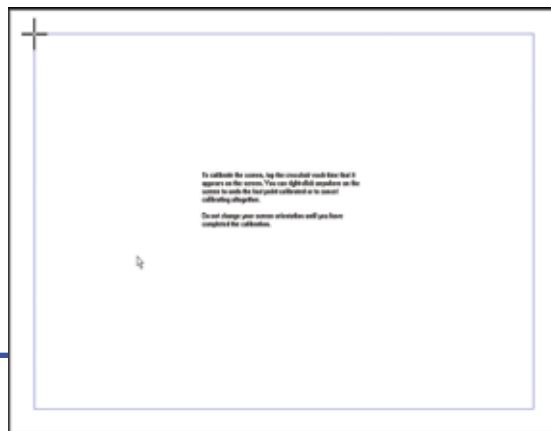 To calibrate the screen, tap the crosshair each time that it
appears on the screen. You can right-click anywhere on the
screen to undo the last point calibrated or to cancel
calibrating altogether.
Do not change your screen orientation until you have
completed the calibration.